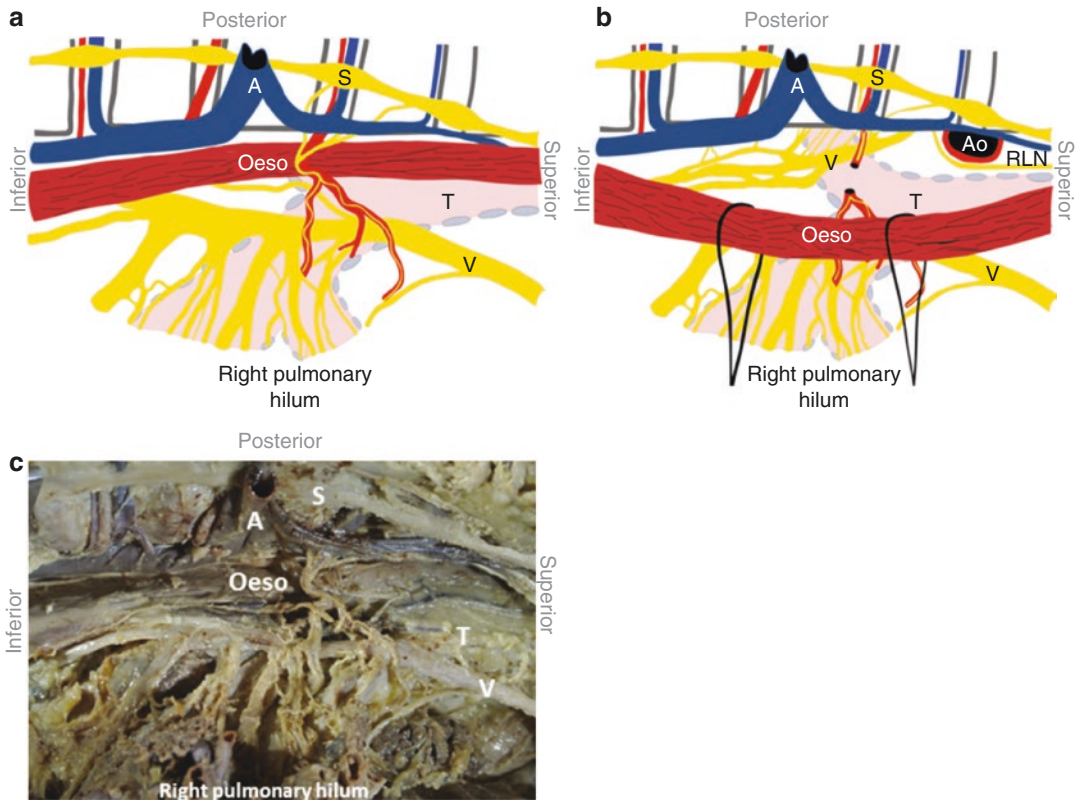 a
Posterior
A
S
Oeso
T
V
Inferior
Superior
Right pulmonary
hilum
b
Posterior
A
S
Ao
V
RLN
T
Oeso
V
Inferior
Superior
Right pulmonary
hilum
c
Posterior
S
A
Oeso
T
V
Inferior
Superior
Right pulmonary hilum